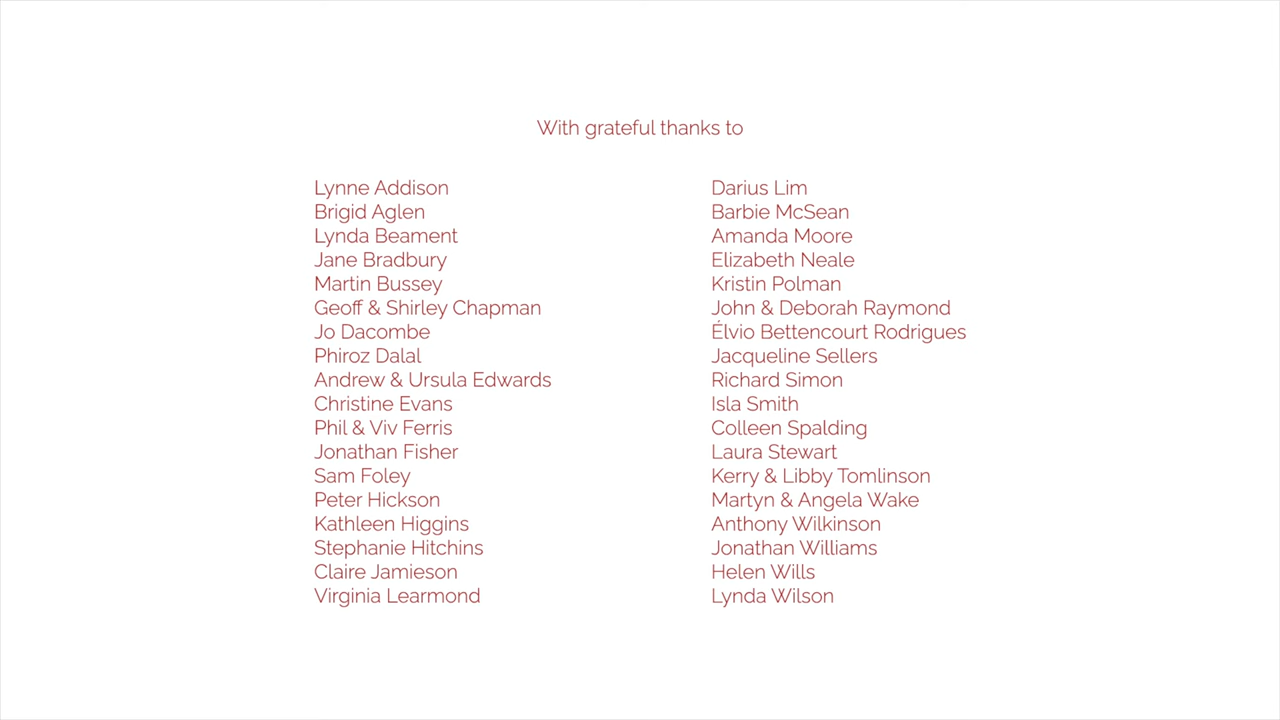 With grateful thanks to
Lynne Addison
Brigid Aglen
Lynda Beament
Jane Bradbury
Martin Bussey
Geoff & Shirley Chapman
Jo Dacombe
Phiroz Dalal
Andrew & Ursula Edwards
Christine Evans
Phil & Viv Ferris
Jonathan Fisher
Sam Foley
Peter Hickson
Kathleen Higgins
Stephanie Hitchins
Claire Jamieson
Virginia Learmond
Darius Lim
Barbie McSean
Amanda Moore
Elizabeth Neale
Kristin Polman
John & Deborah Raymond
Élvio Bettencourt Rodrigues
Jacqueline Sellers
Richard Simon
Isla Smith
Colleen Spalding
Laura Stewart
Kerry & Libby Tomlinson
Martyn & Angela Wake
Anthony Wilkinson
Jonathan Williams
Helen Wills
Lynda Wilson